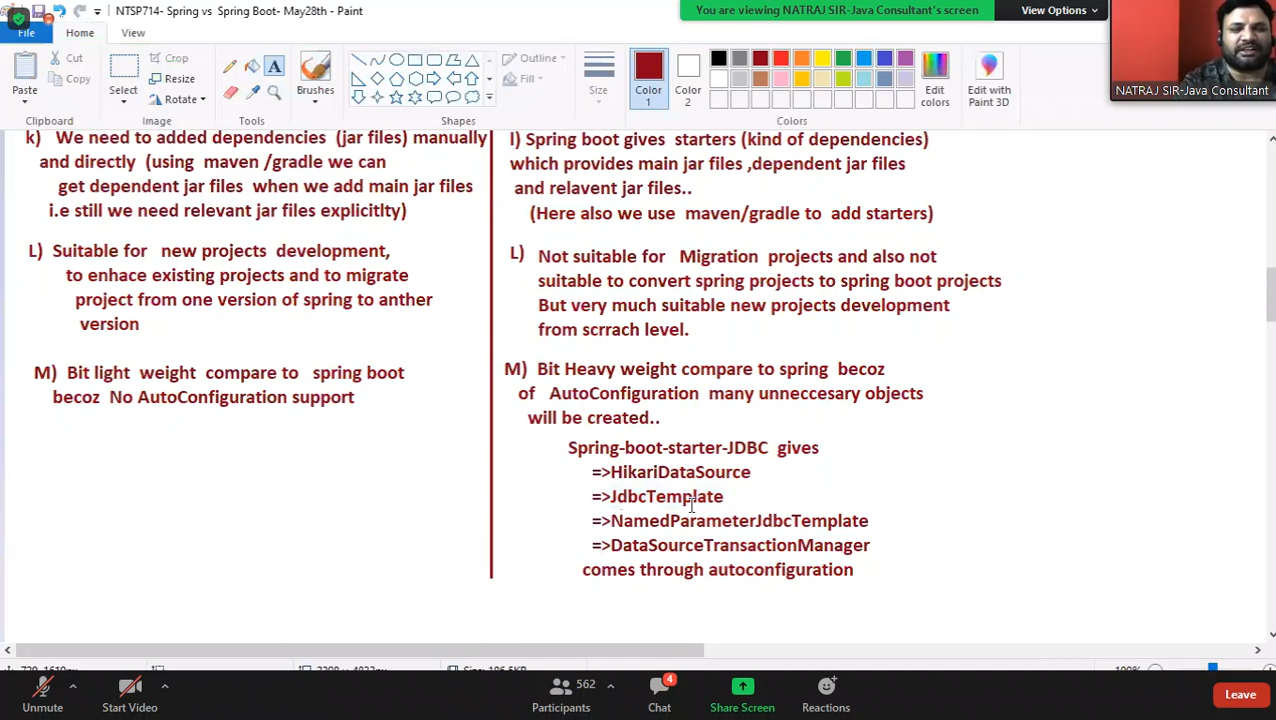 NTSP714- Spring vs Spring Boot- May28th - Paint
You are viewing NATRAJ SIR-Java Consultant's screen
View Options
File
Home
View
Paste
Cut
Copy
Clipboard
Select
Crop
Resize
Rotate
Image
Tools
Brushes
Shapes
Outline
Fill
Size
Color
1
Color
2
Edit
colors
Edit with
Paint 3D
Colors
NATRAJ SIR-Java Consultant
k) We need to added dependencies (jar files) manually
and directly (using maven /gradle we can
get dependent jar files when we add main jar files
i.e still we need relevant jar files explicitlty)
L) Suitable for new projects development,
to enhace existing projects and to migrate
project from one version of spring to anther
version
M) Bit light weight compare to spring boot
becoz No AutoConfiguration support
l) Spring boot gives starters (kind of dependencies)
which provides main jar files ,dependent jar files
and relavent jar files..
(Here also we use maven/gradle to add starters)
L) Not suitable for Migration projects and also not
suitable to convert spring projects to spring boot projects
But very much suitable new projects development
from scrrach level.
M) Bit Heavy weight compare to spring becoz
of AutoConfiguration many unneccesary objects
will be created..
Spring-boot-starter-JDBC gives
=>HikariDataSource
=>JdbcTemplate
=>NamedParameterJdbcTemplate
=>DataSourceTransactionManager
comes through autoconfiguration
100%
Unmute
Start Video
562
Participants
4
Chat
Share Screen
Reactions
Leave